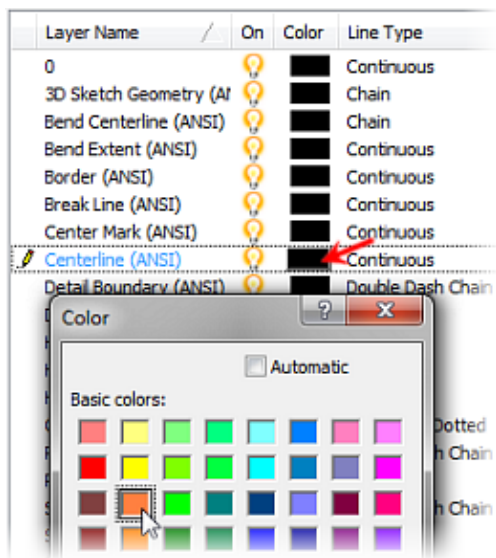 Layer Name On Color Line Type
0 Continuous
3D Sketch Geometry (AI Chain
Bend Centerline (ANSI) Chain
Bend Extent (ANSI) Continuous
Border (ANSI) Continuous
Break Line (ANSI) Continuous
Center Mark (ANSI) Continuous
Centerline (ANSI) Continuous
Detail Boundary (ANSI) Double Dash Chain
Color
Automatic
Basic colors:
Dotted
h Chain
h Chain